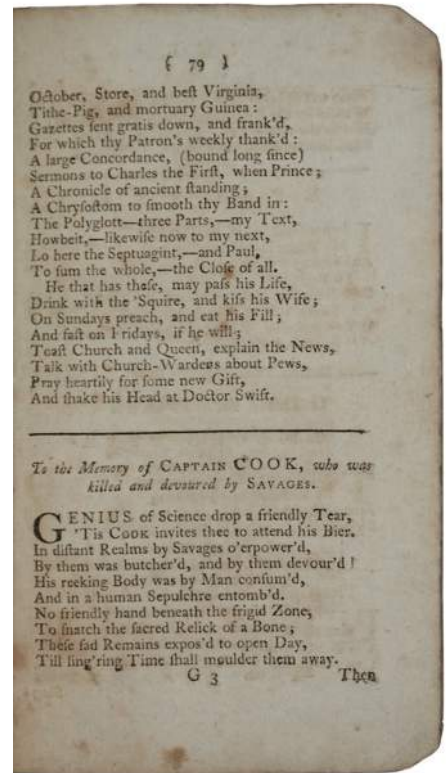 ( 79 )
October, Store, and beſt Virginia,
Tithe-Pig, and mortuary Guinea:
Gazettes ſent gratis down, and frank'd,
For which thy Patron's weekly thank'd:
A large Concordance, (bound long ſince)
Sermons to Charles the Firſt, when Prince;
A Chronicle of ancient ſtanding;
A Chryſoſtom to ſmooth thy Band in:
The Polyglott—three Parts,—my Text,
Howbeit,—likewiſe now to my next,
Lo here the Septuagint,—and Paul,
To ſum the whole,—the Cloſe of all.
He that has theſe, may paſs his Life,
Drink with the 'Squire, and kiſs his Wife;
On Sundays preach, and eat his Fill;
And faſt on Fridays, if he will;
Toaſt Church and Queen, explain the News,
Talk with Church-Wardens about Pews,
Pray heartily for ſome new Gift,
And ſhake his Head at Doctor Swift.
To the Memory of CAPTAIN COOK, who was
killed and devoured by SAVAGES.
GENIUS of Science drop a friendly Tear,
'Tis COOK invites thee to attend his Bier.
In diſtant Realms by Savages o'erpower'd,
By them was butcher'd, and by them devour'd!
His reeking Body was by Man conſum'd,
And in a human Sepulchre entomb'd.
No friendly hand beneath the frigid Zone,
To ſnatch the ſacred Relick of a Bone;
Theſe ſad Remains expos'd to open Day,
Till ling'ring Time ſhall moulder them away.
G 3 Then